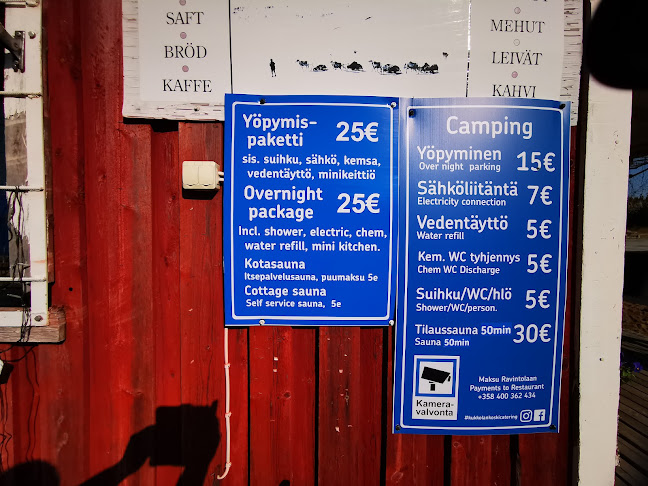 SAFT
BRÖD
KAFFE
MEHUT
LEIVÄT
KAHVI
Yöpymis-
paketti 25€
sis. suihku, sähkö, kemsa,
vedentäyttö, minikeittiö
Overnight
package 25€
Incl. shower, electric, chem,
water refill, mini kitchen.
Kotasauna
Itsepalvelusauna, puumaksu 5e
Cottage sauna
Self service sauna, 5e
Camping
Yöpyminen 15€
Over night parking
Sähköliitäntä 7€
Electricity connection
Vedentäyttö 5€
Water refill
Kem. WC tyhjennys 5€
Chem WC Discharge
Suihku/WC/hlö 5€
Shower/WC/person.
Tilaussauna 50min 30€
Sauna 50min
Kamera-
valvonta
Maksu Ravintolaan
Payments to Restaurant
+358 400 362 434
#kukkolankoskicatering